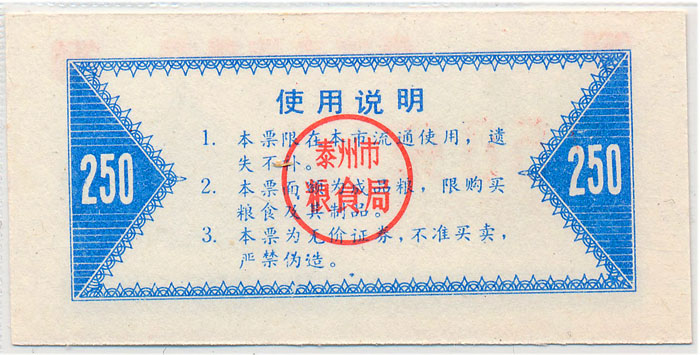 使用说明
250
1. 本票限在本市流通使用，遗
失不补。
2. 本票面额为成品粮，限购买
粮食及其制品。
3. 本票为无价证券，不准买卖，
严禁伪造。
250
泰州市
粮食局